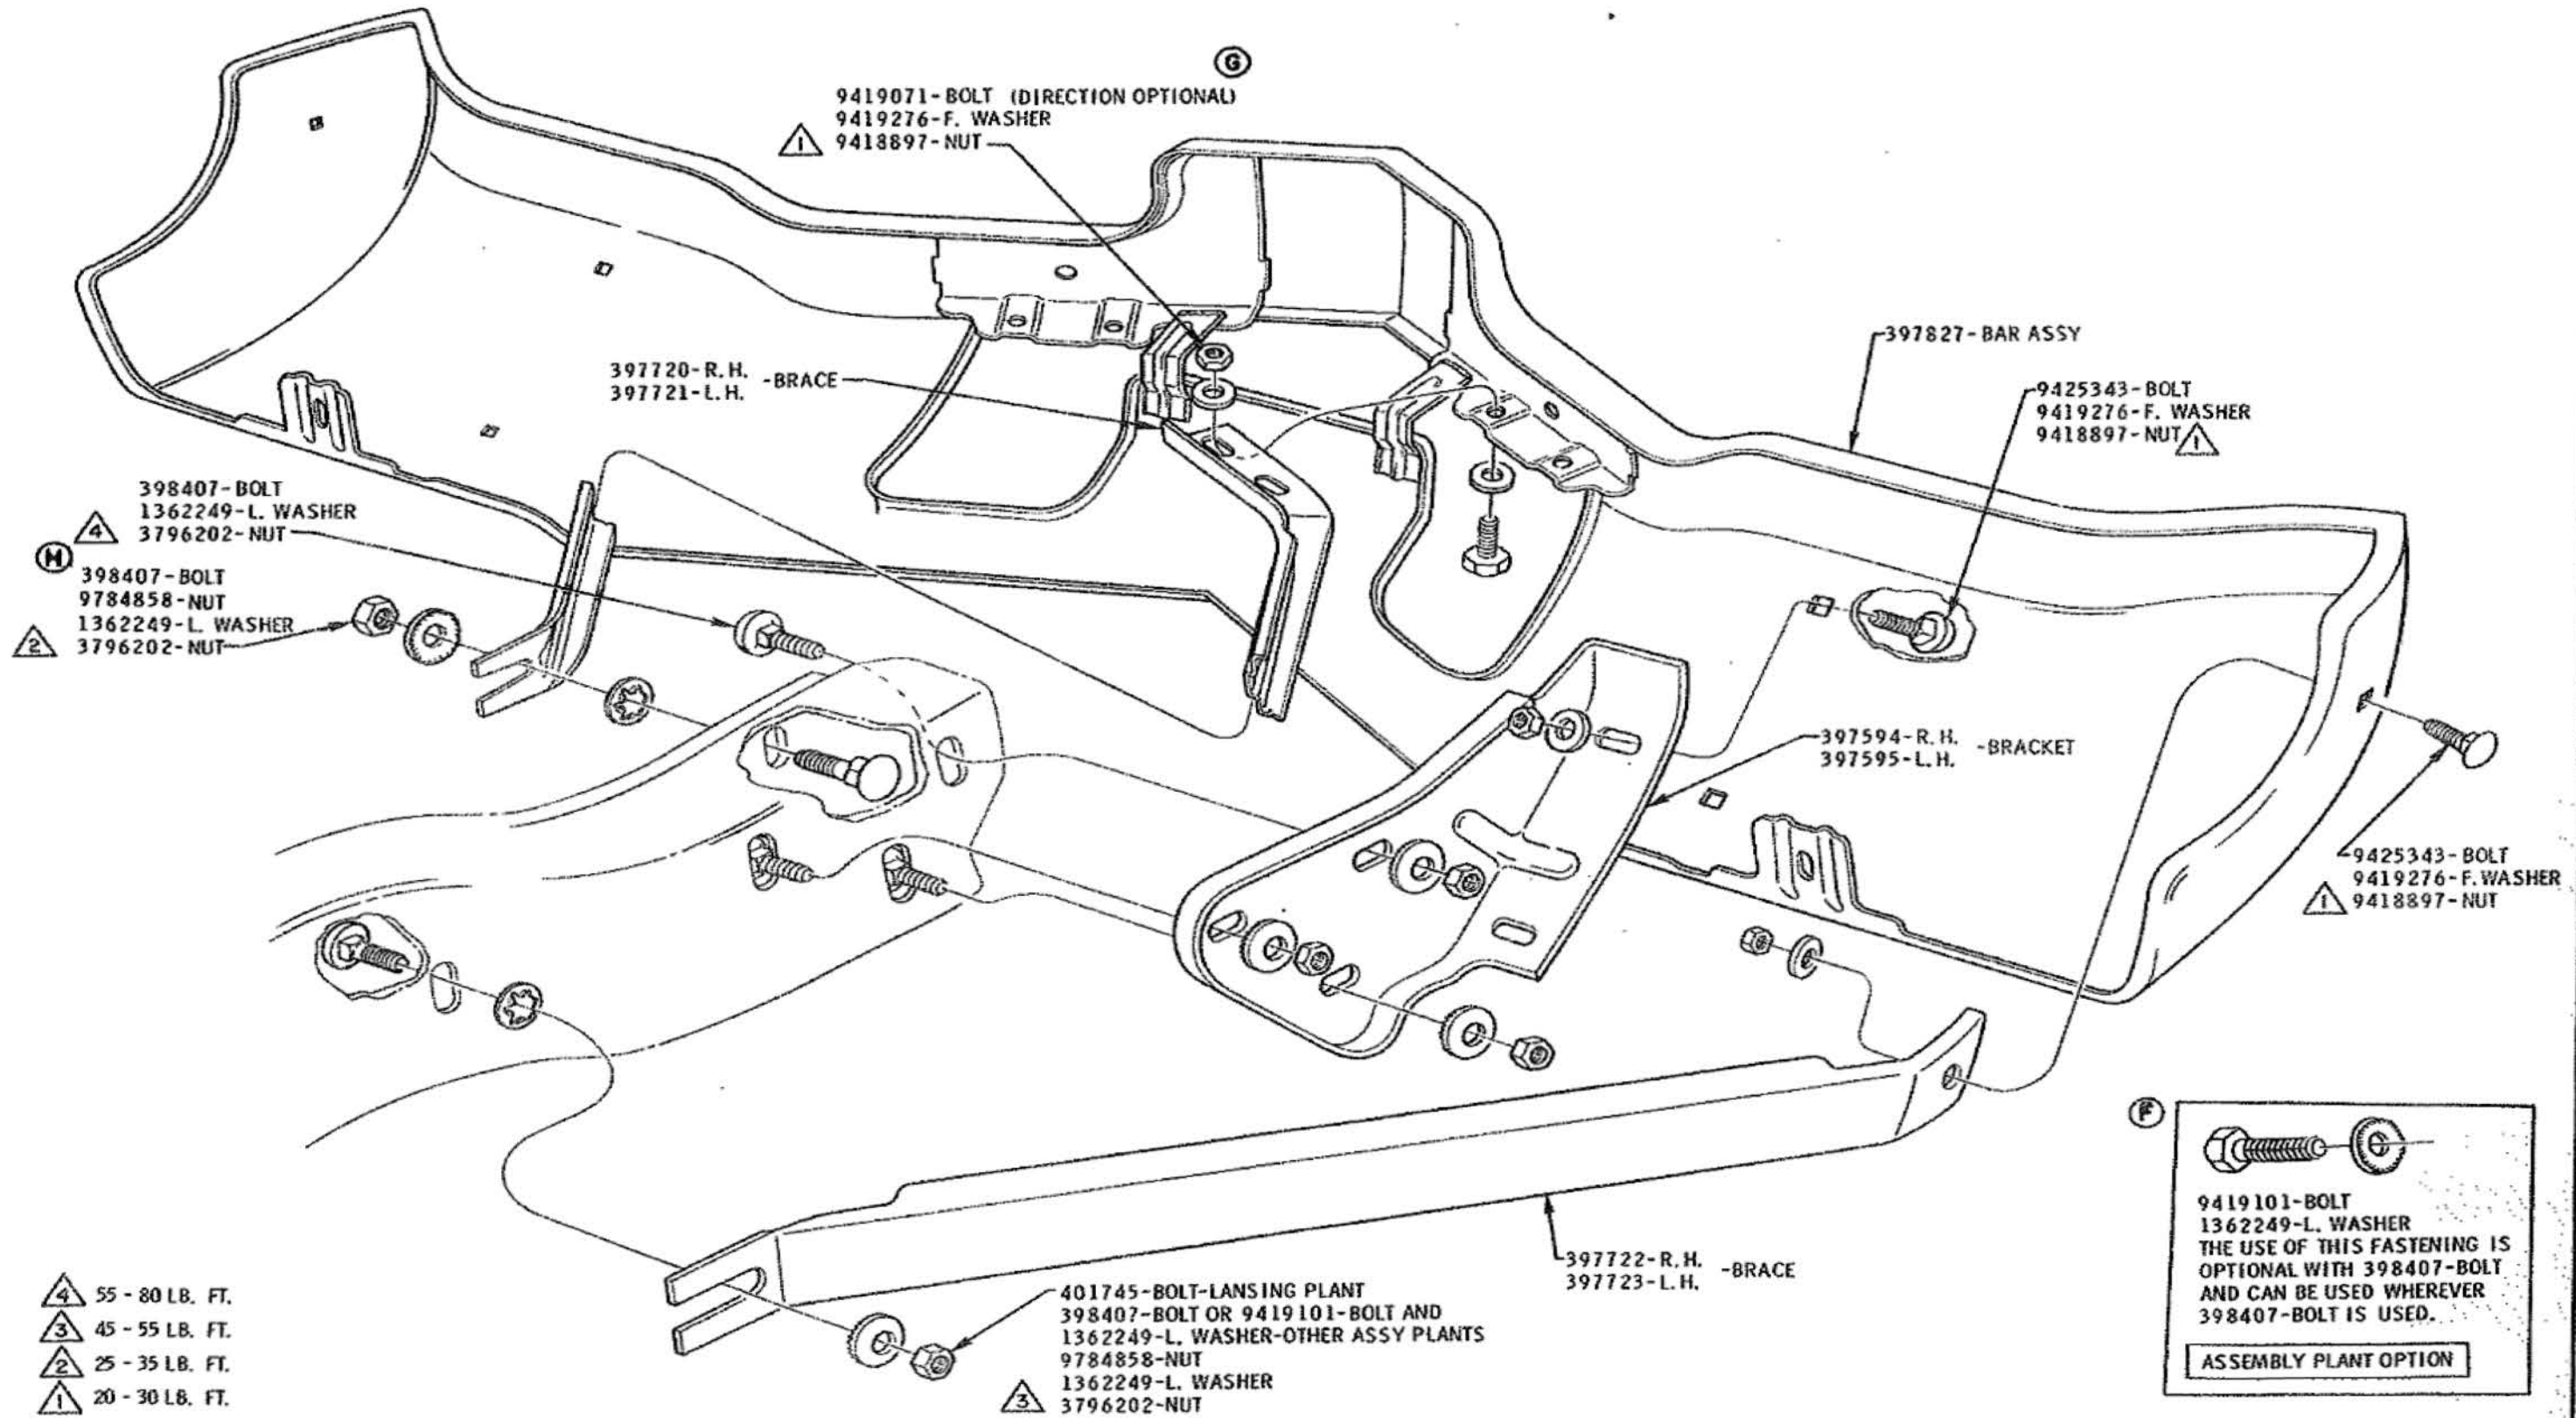 G
9419071-BOLT (DIRECTION OPTIONAL)
9419276-F. WASHER
1 9418897-NUT
397720-R.H. -BRACE
397721-L.H.
397827-BAR ASSY
9425343-BOLT
9419276-F. WASHER
9418897-NUT 1
398407-BOLT
1362249-L. WASHER
4 3796202-NUT
H
398407-BOLT
9784858-NUT
1362249-L. WASHER
2 3796202-NUT
397594-R.H. -BRACKET
397595-L.H.
9425343-BOLT
9419276-F. WASHER
1 9418897-NUT
397722-R.H. -BRACE
397723-L.H.
401745-BOLT-LANSING PLANT
398407-BOLT OR 9419101-BOLT AND
1362249-L. WASHER-OTHER ASSY PLANTS
9784858-NUT
1362249-L. WASHER
3 3796202-NUT
4 55 - 80 LB. FT.
3 45 - 55 LB. FT.
2 25 - 35 LB. FT.
1 20 - 30 LB. FT.
F
9419101-BOLT
1362249-L. WASHER
THE USE OF THIS FASTENING IS
OPTIONAL WITH 398407-BOLT
AND CAN BE USED WHEREVER
398407-BOLT IS USED.
ASSEMBLY PLANT OPTION